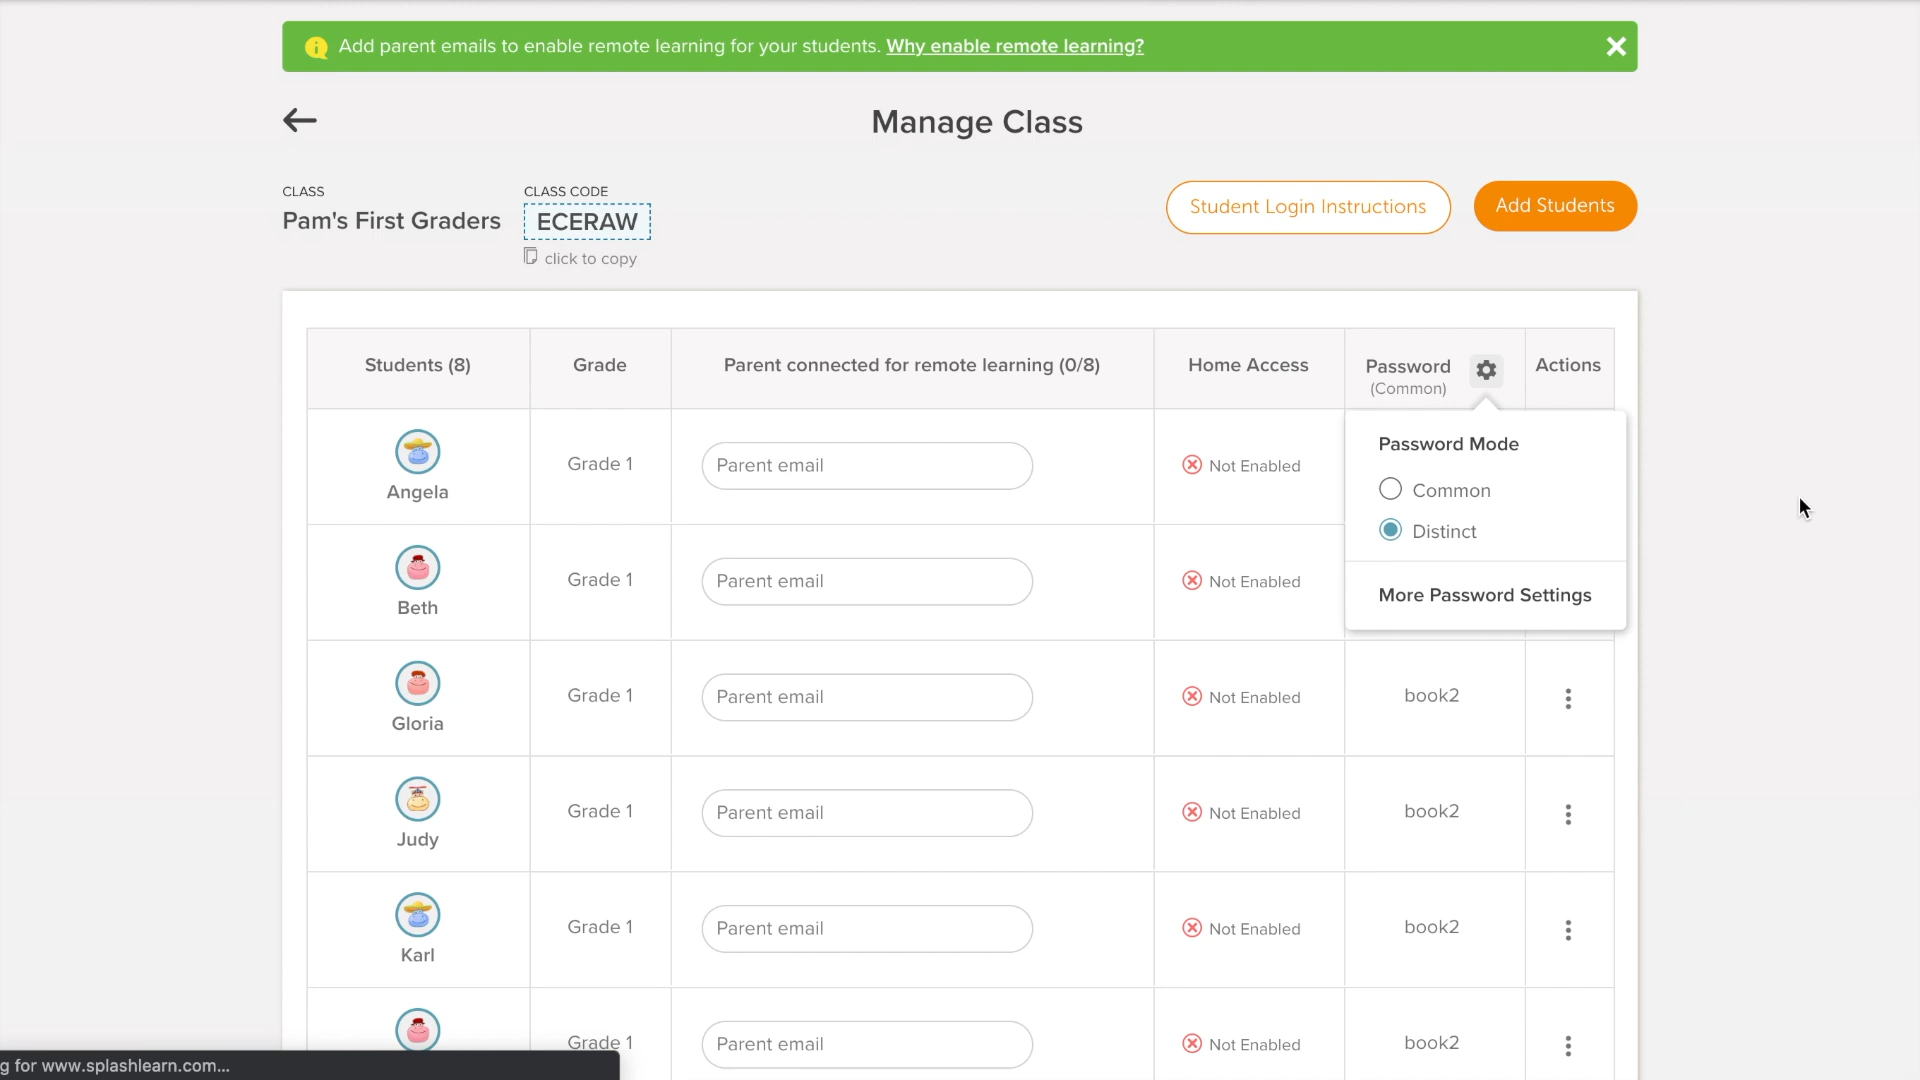 Add parent emails to enable remote learning for your students. Why enable remote learning?
Manage Class
CLASS
Pam's First Graders
CLASS CODE
ECERAW
click to copy
Student Login Instructions
Add Students
Students (8)
Grade
Parent connected for remote learning (0/8)
Home Access
Password
(Common)
Actions
Angela
Grade 1
Parent email
Not Enabled
Password Mode
Common
Distinct
More Password Settings
Beth
Grade 1
Parent email
Not Enabled
Gloria
Grade 1
Parent email
Not Enabled
book2
Judy
Grade 1
Parent email
Not Enabled
book2
Karl
Grade 1
Parent email
Not Enabled
book2
Grade 1
Parent email
Not Enabled
book2
g for www.splashlearn.com...